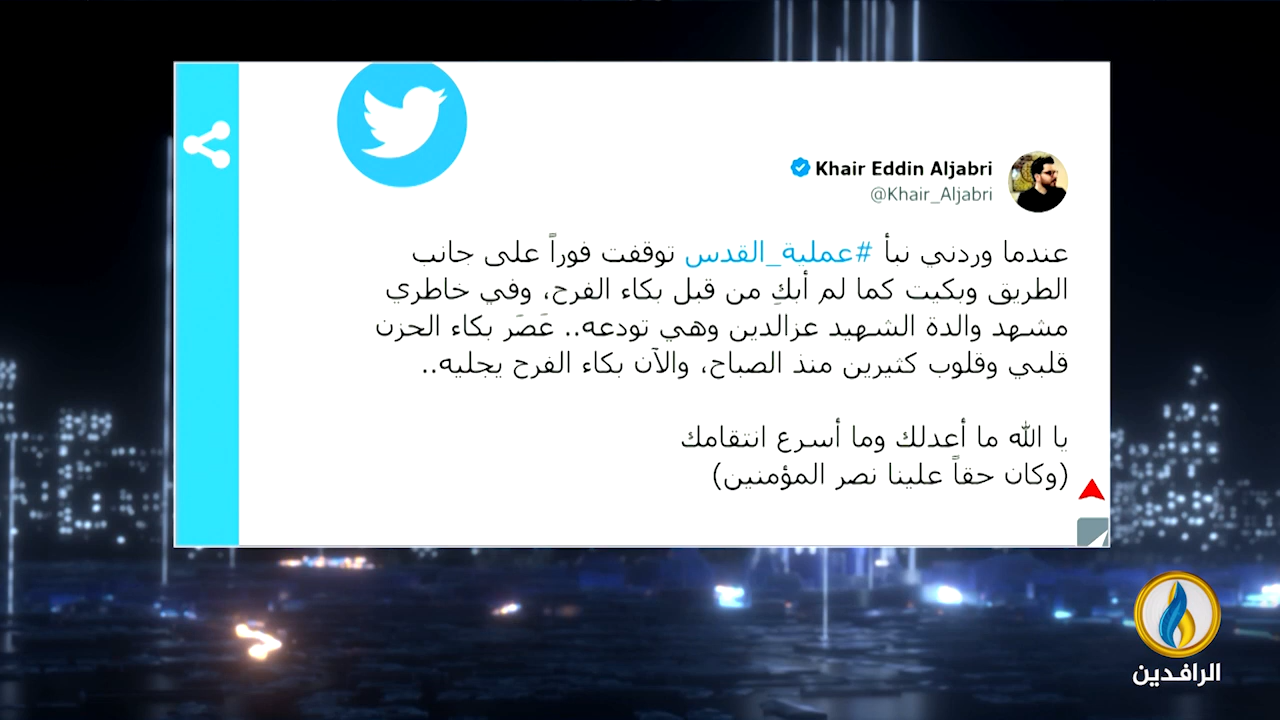 Khair Eddin Aljabri
@Khair_Aljabri
عندما وردني نبأ #عملية_القدس توقفت فوراً على جانب
الطريق وبكيت كما لم أبكِ من قبل بكاء الفرح، وفي خاطري
مشهد والدة الشهيد عزالدين وهي تودعه.. عَصَر بكاء الحزن
قلبي وقلوب كثيرين منذ الصباح، والآن بكاء الفرح يجليه..
يا الله ما أعدلك وما أسرع انتقامك
(وكان حقاً علينا نصر المؤمنين)
الرافدين